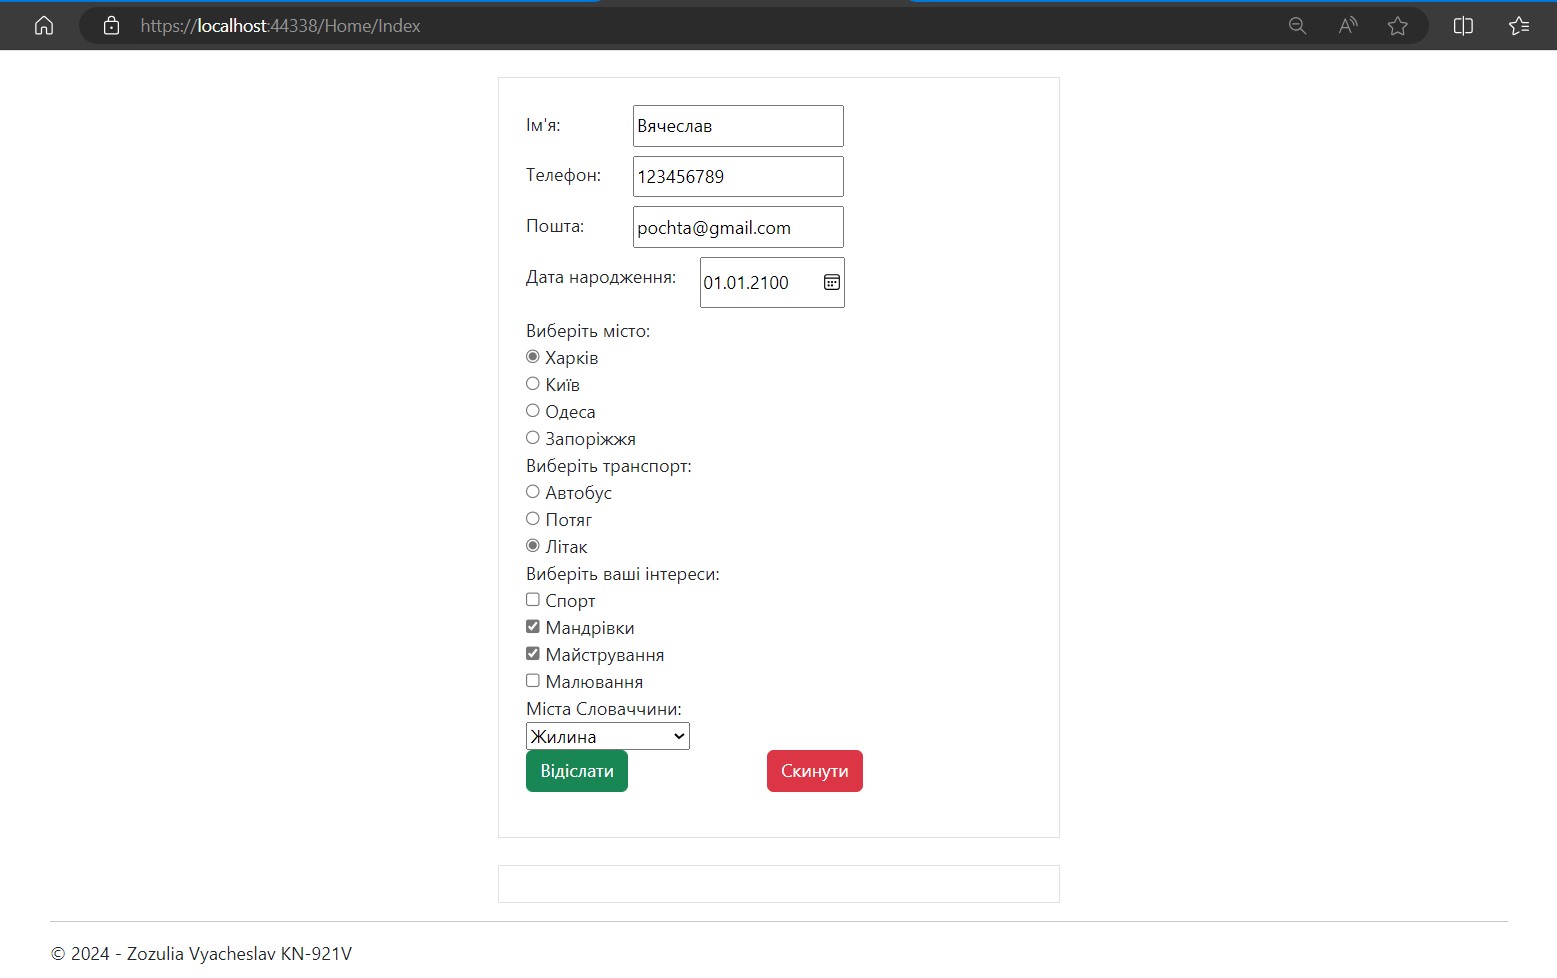 https://localhost:44338/Home/Index
Ім'я: Вячеслав
Телефон: 123456789
Пошта: pochta@gmail.com
Дата народження: 01.01.2100
Виберіть місто:
Харків
Київ
Одеса
Запоріжжя
Виберіть транспорт:
Автобус
Потяг
Літак
Виберіть ваші інтереси:
Спорт
Мандрівки
Майстрування
Малювання
Міста Словаччини:
Жилина
Відіслати Скинути
© 2024 - Zozulia Vyacheslav KN-921V